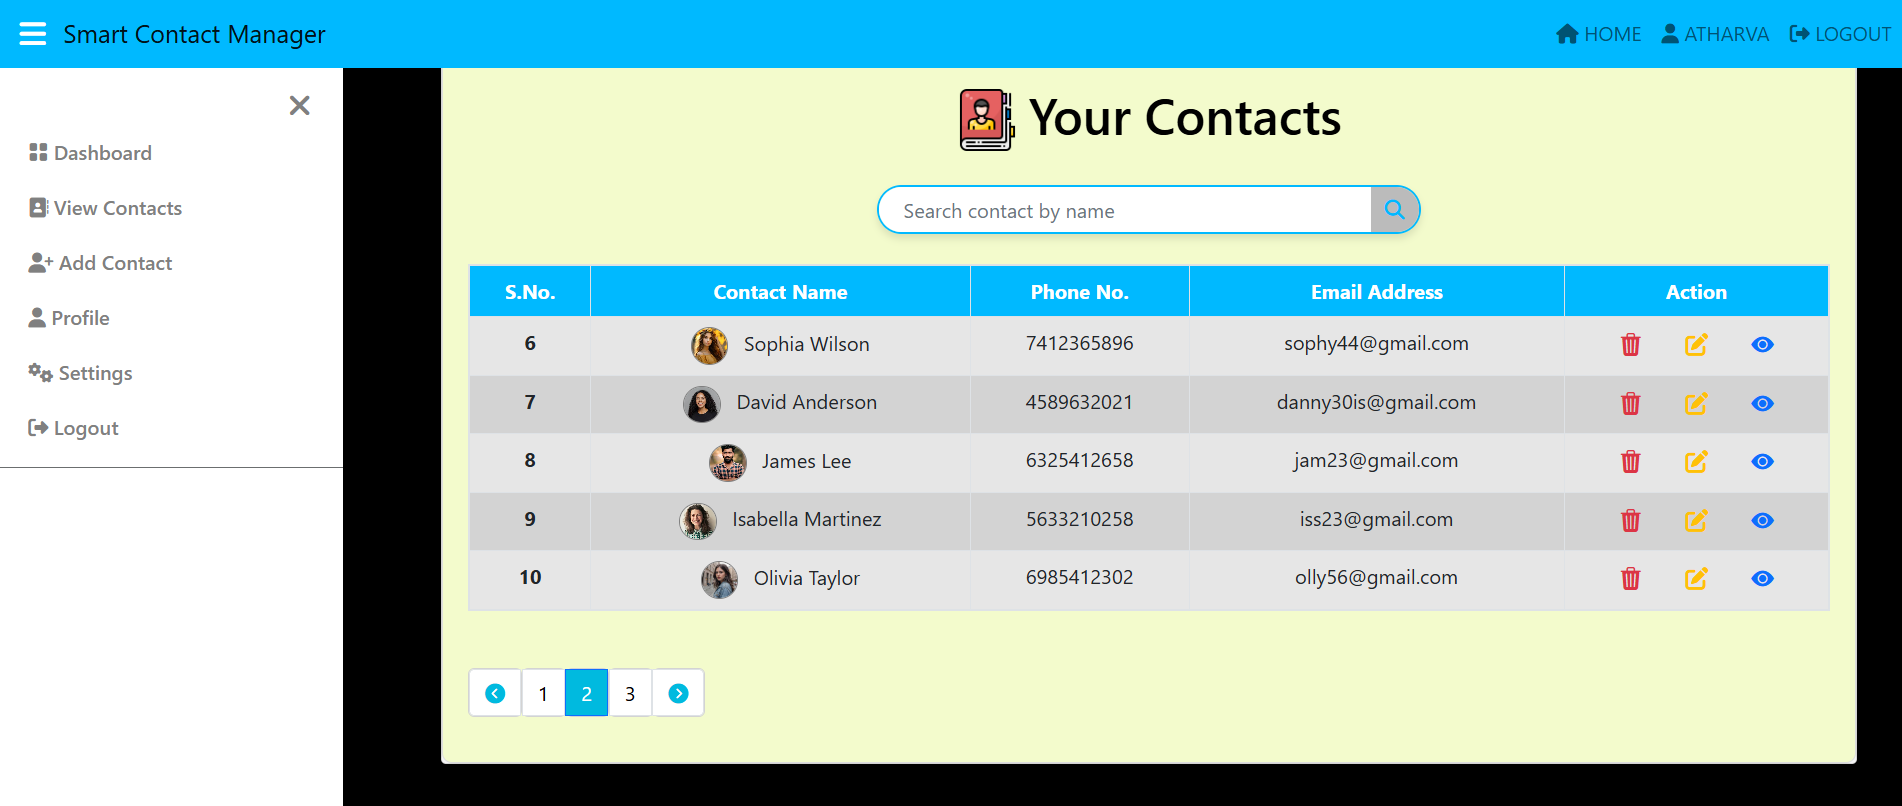 Smart Contact Manager
HOME ATHARVA LOGOUT
Dashboard
View Contacts
Add Contact
Profile
Settings
Logout
Your Contacts
Search contact by name
S.No. Contact Name Phone No. Email Address Action
6 Sophia Wilson 7412365896 sophy44@gmail.com
7 David Anderson 4589632021 danny30is@gmail.com
8 James Lee 6325412658 jam23@gmail.com
9 Isabella Martinez 5633210258 iss23@gmail.com
10 Olivia Taylor 6985412302 olly56@gmail.com
1 2 3